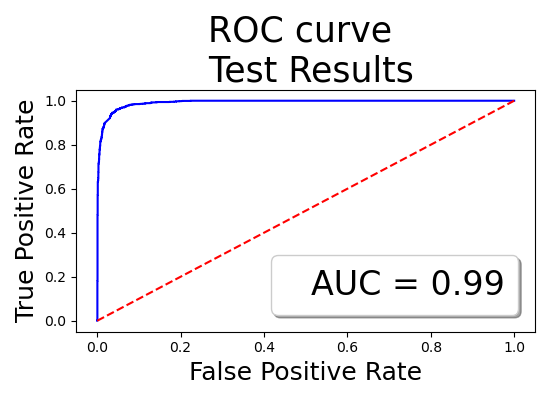 ROC curve
Test Results
True Positive Rate
1.0
0.8
0.6
0.4
0.2
0.0
AUC = 0.99
0.0 0.2 0.4 0.6 0.8 1.0
False Positive Rate